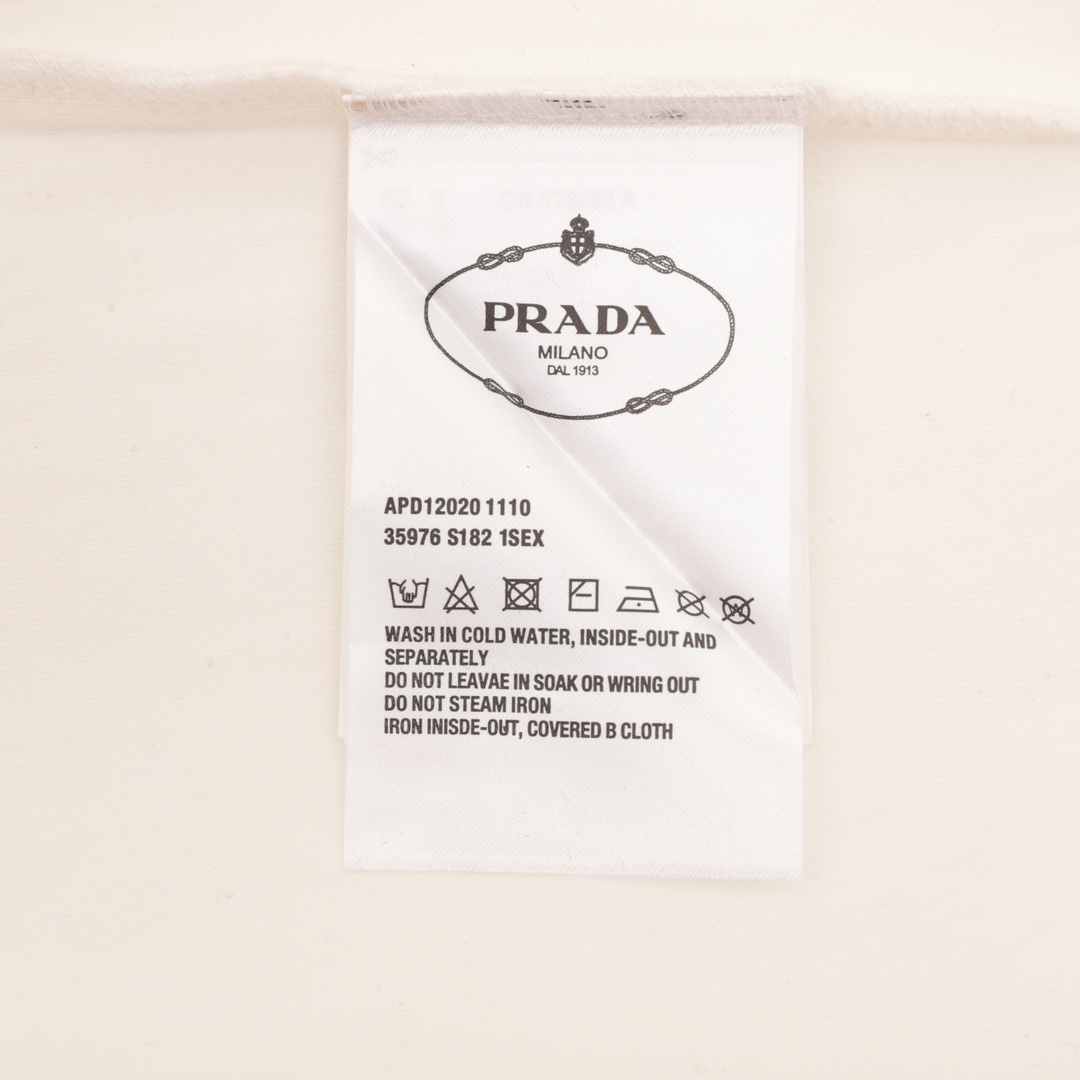 PRADA
MILANO
DAL 1913
APD12020 1110
35976 S182 1SEX
WASH IN COLD WATER, INSIDE-OUT AND
SEPARATELY
DO NOT LEAVAE IN SOAK OR WRING OUT
DO NOT STEAM IRON
IRON INISDE-OUT, COVERED B CLOTH